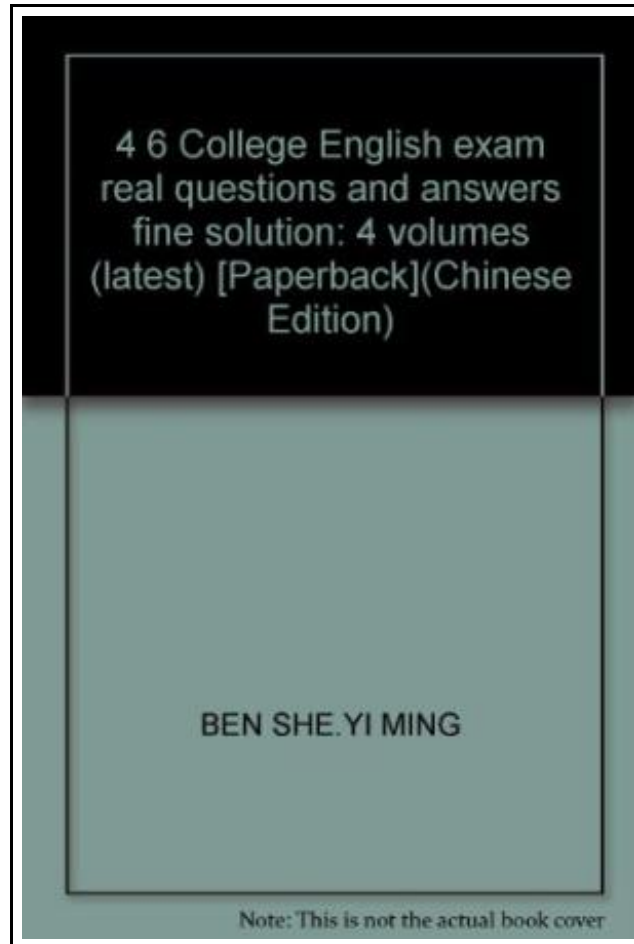 4 6 College English exam
real questions and answers
fine solution: 4 volumes
(latest) [Paperback](Chinese
Edition)
BEN SHE.YI MING
Note: This is not the actual book cover